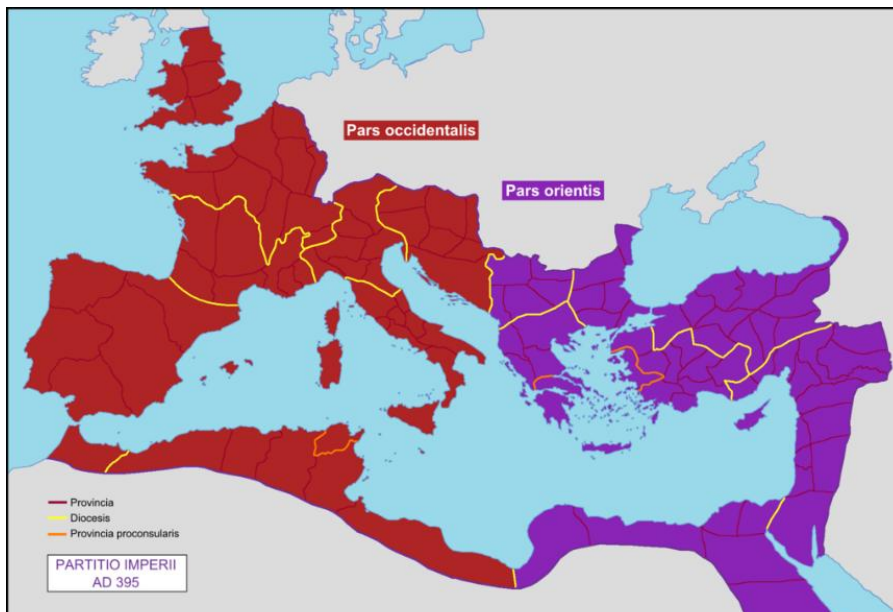 Pars occidentalis
Pars orientis
Provincia
Diocesis
Provincia proconsularis
PARTITIO IMPERII
AD 395